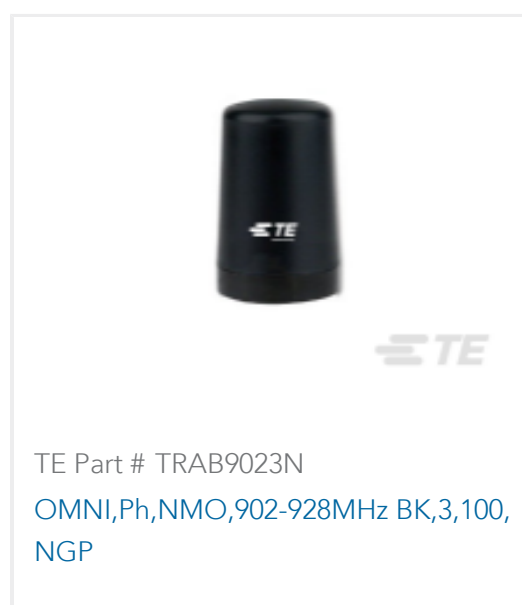 TE
TE
TE Part # TRAB9023N
OMNI,Ph,NMO,902-928MHz BK,3,100,
NGP